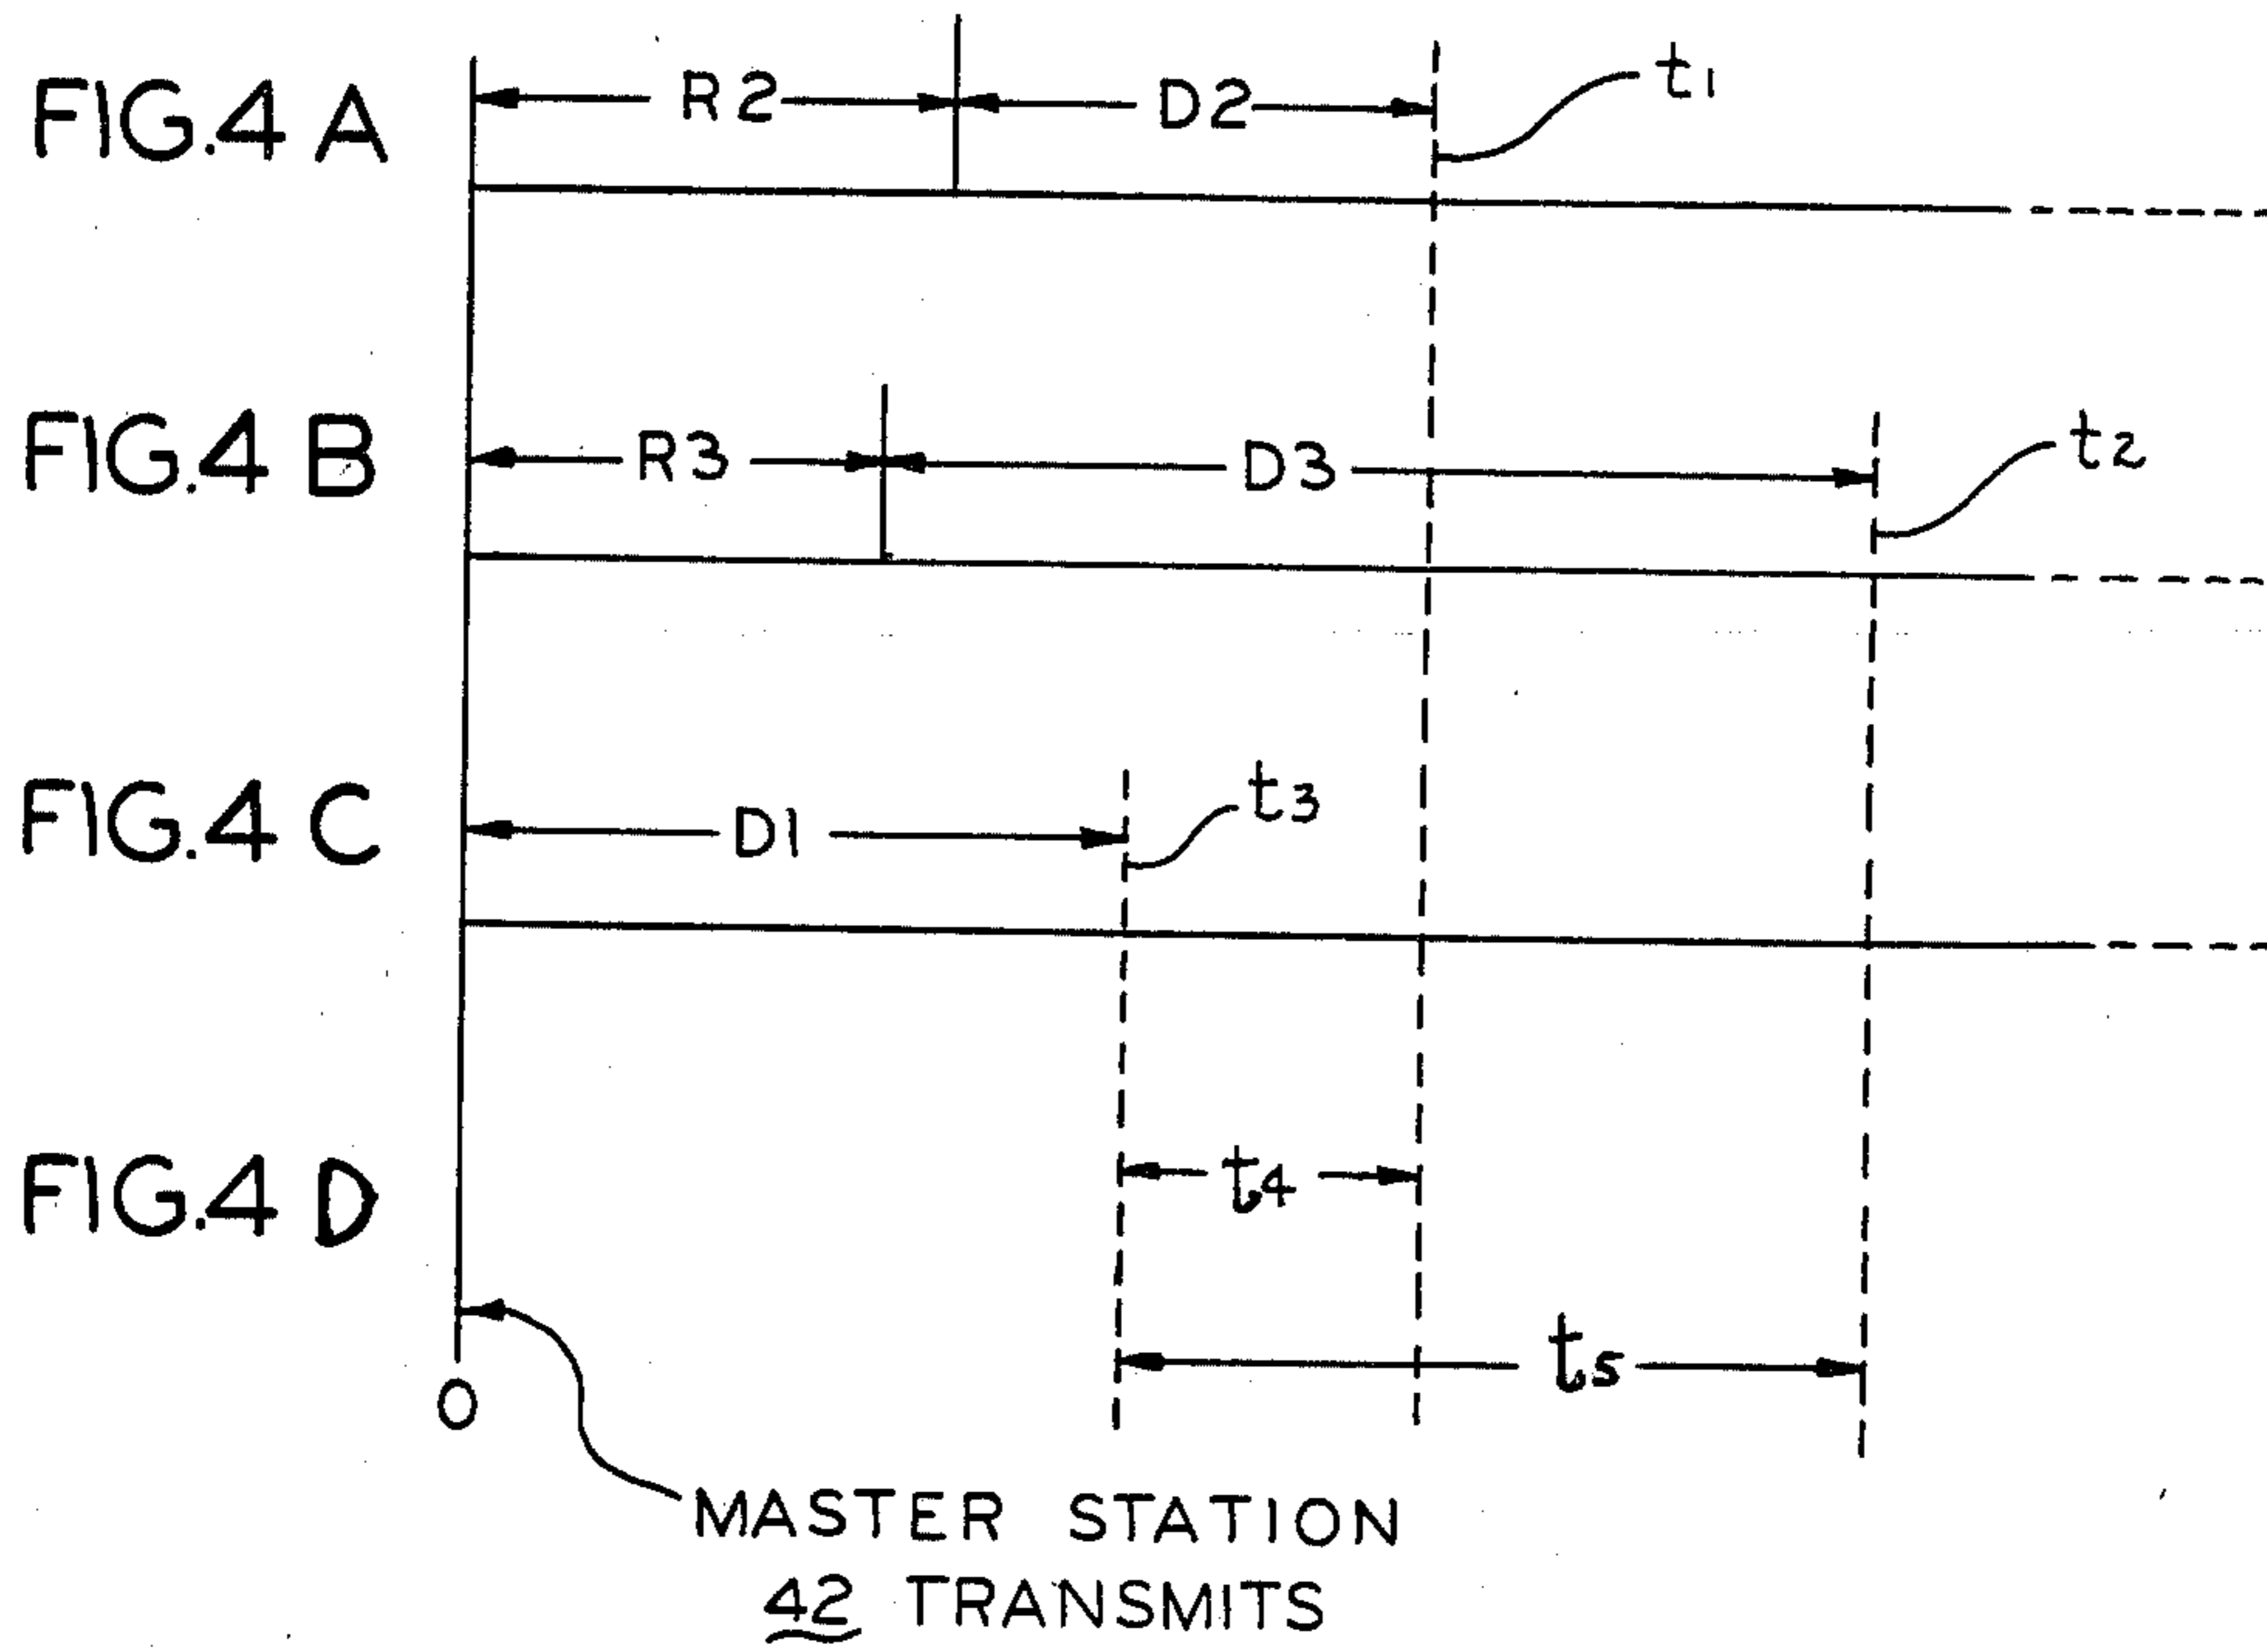 FIG.4 A
R2
D2
t1
FIG.4 B
R3
D3
t2
FIG.4 C
D1
t3
FIG.4 D
t4
t5
0
MASTER STATION
42 TRANSMITS